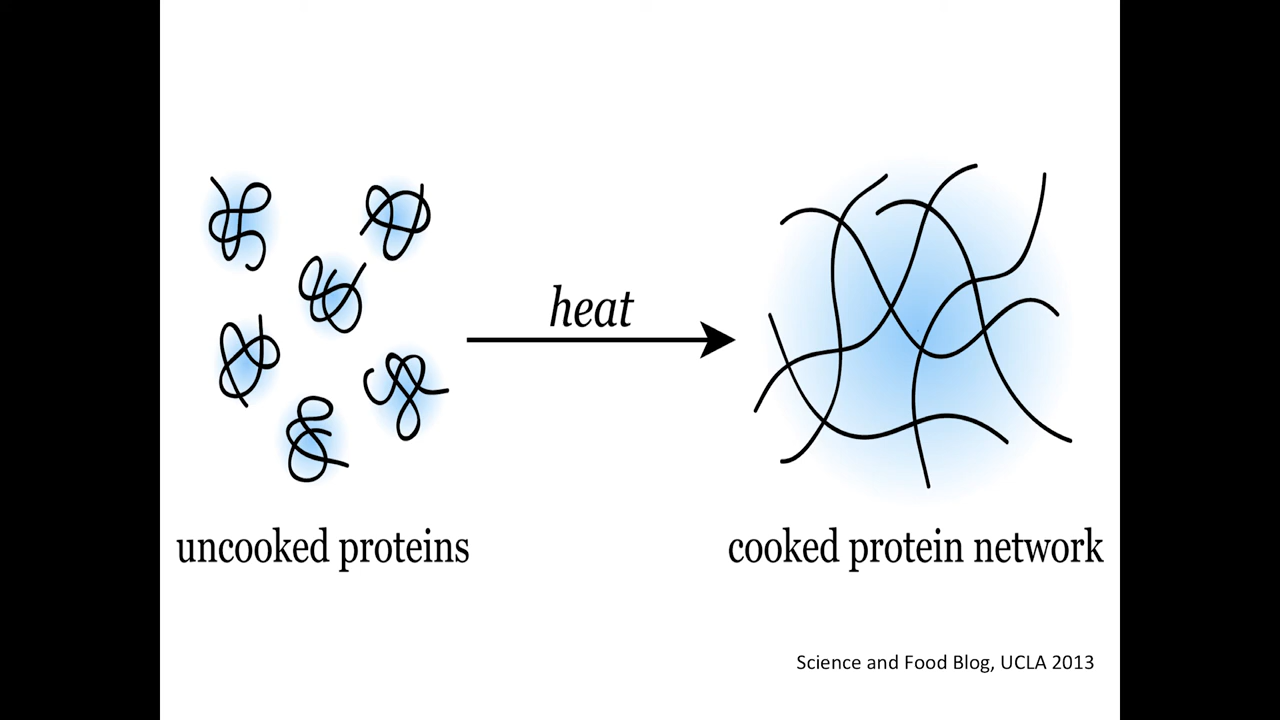 heat
uncooked proteins
cooked protein network
Science and Food Blog, UCLA 2013